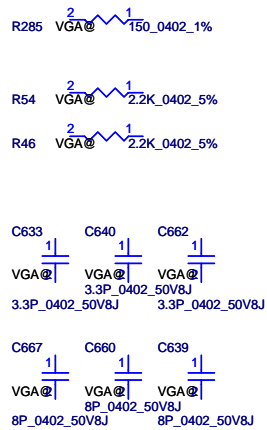 2 1
R285 VGA@ 150_0402_1%
2 1
R54 VGA@ 2.2K_0402_5%
2 1
R46 VGA@ 2.2K_0402_5%
C633 C640 C662
1 1 1
VGA@ 2 VGA@ 2 VGA@ 2
3.3P_0402_50V8J 3.3P_0402_50V8J 3.3P_0402_50V8J
C667 C660 C639
1 1 1
VGA@ 2 VGA@ 2 VGA@ 2
8P_0402_50V8J 8P_0402_50V8J 8P_0402_50V8J